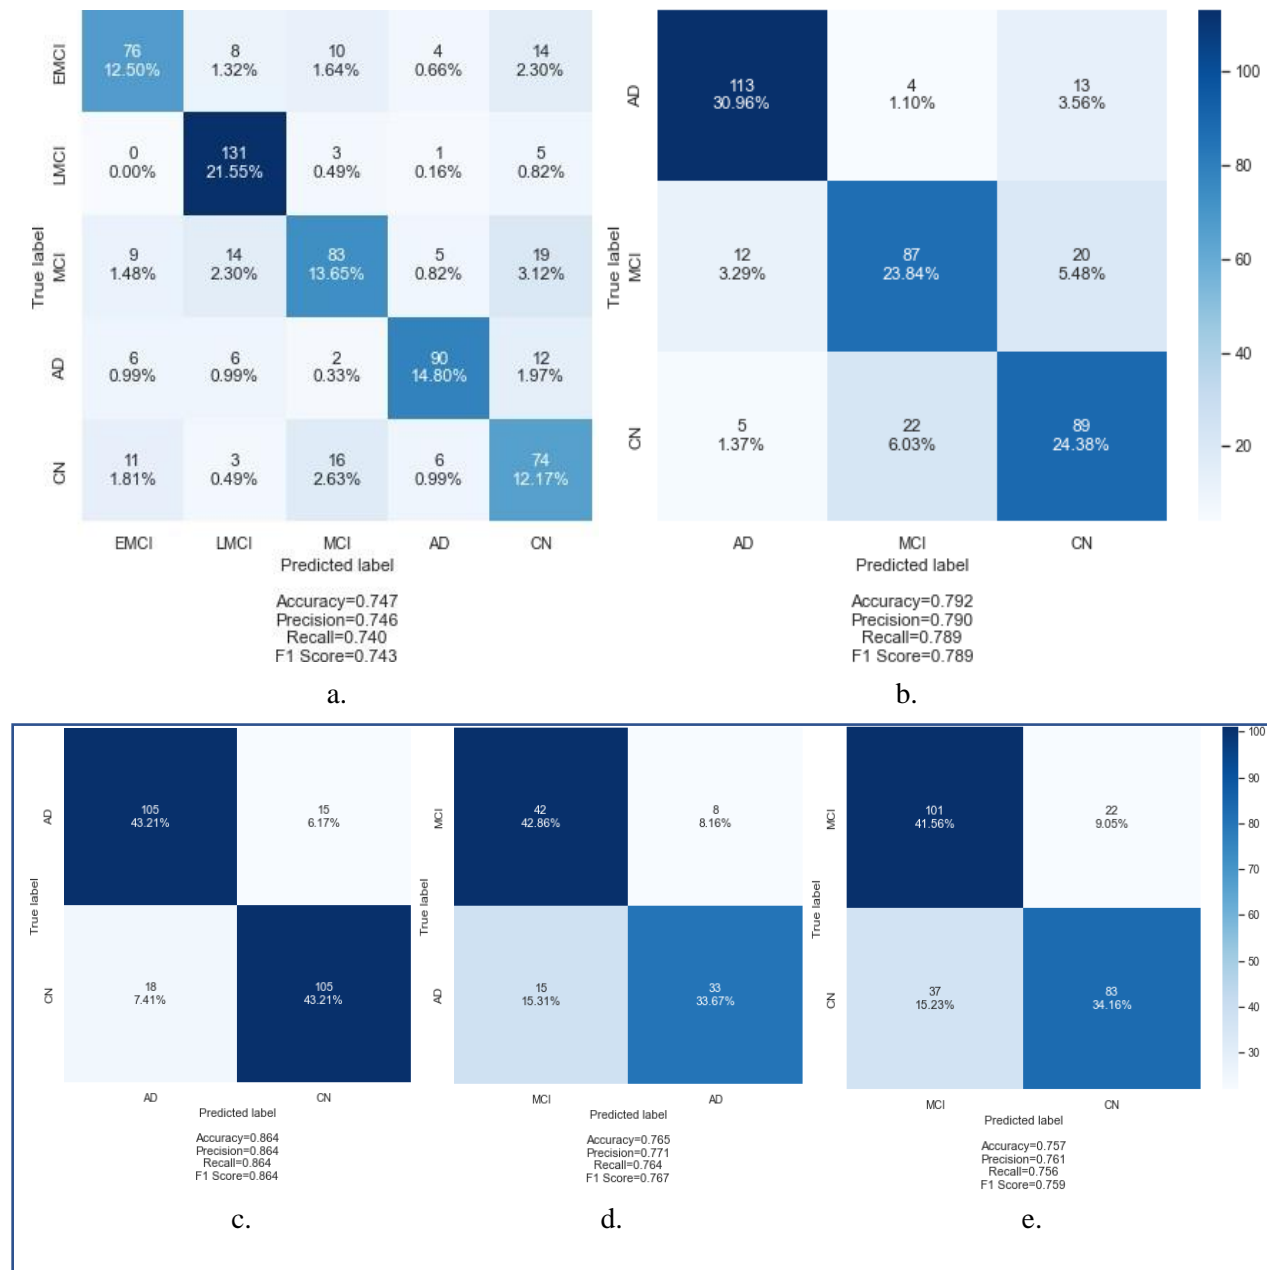 EMCI
76 8 10 4 14
12.50% 1.32% 1.64% 0.66% 2.30%
LMCI
0 131 3 1 5
0.00% 21.55% 0.49% 0.16% 0.82%
True label
MCI
9 14 83 5 19
1.48% 2.30% 13.65% 0.82% 3.12%
AD
6 6 2 90 12
0.99% 0.99% 0.33% 14.80% 1.97%
CN
11 3 16 6 74
1.81% 0.49% 2.63% 0.99% 12.17%
EMCI LMCI MCI AD CN
Predicted label
Accuracy=0.747
Precision=0.746
Recall=0.740
F1 Score=0.743
a.
AD
113 4 13
30.96% 1.10% 3.56%
True label
MCI
12 87 20
3.29% 23.84% 5.48%
CN
5 22 89
1.37% 6.03% 24.38%
AD MCI CN
Predicted label
Accuracy=0.792
Precision=0.790
Recall=0.789
F1 Score=0.789
b.
100
80
60
40
20
AD
105 15
43.21% 6.17%
True label
CN
18 105
7.41% 43.21%
AD CN
Predicted label
Accuracy=0.864
Precision=0.864
Recall=0.864
F1 Score=0.864
c.
MCI
42 8
42.86% 8.16%
True label
AD
15 33
15.31% 33.67%
MCI AD
Predicted label
Accuracy=0.765
Precision=0.771
Recall=0.764
F1 Score=0.767
d.
MCI
101 22
41.56% 9.05%
True label
CN
37 83
15.23% 34.16%
MCI CN
Predicted label
Accuracy=0.757
Precision=0.761
Recall=0.756
F1 Score=0.759
e.
100
90
80
70
60
50
40
30